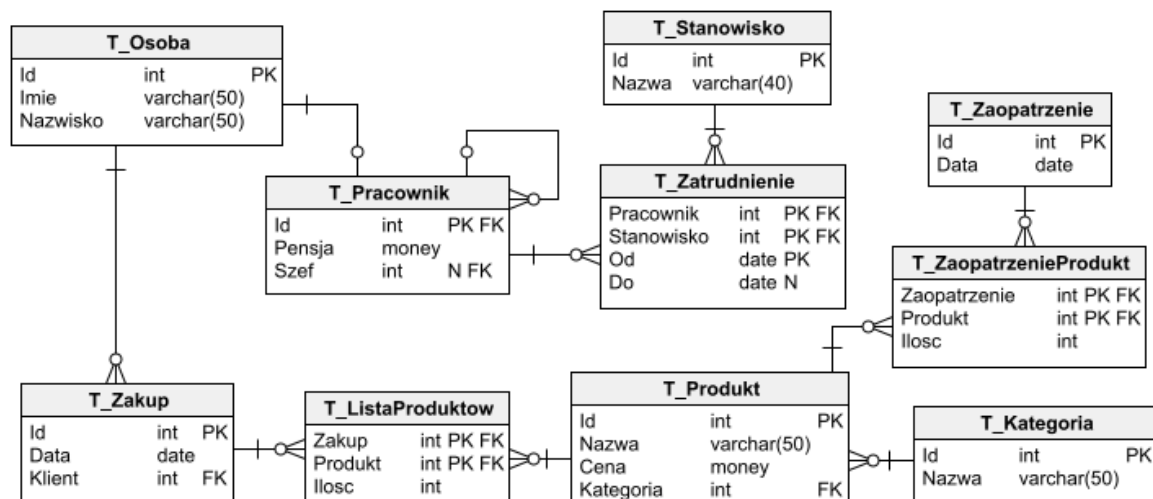 T_Osoba
Id int PK
Imie varchar(50)
Nazwisko varchar(50)
T_Stanowisko
Id int PK
Nazwa varchar(40)
T_Zaopatrzenie
Id int PK
Data date
T_Pracownik
Id int PK FK
Pensja money
Szef int N FK
T_Zatrudnienie
Pracownik int PK FK
Stanowisko int PK FK
Od date PK
Do date N
T_ZaopatrzenieProdukt
Zaopatrzenie int PK FK
Produkt int PK FK
Ilosc int
T_Zakup
Id int PK
Data date
Klient int FK
T_ListaProduktow
Zakup int PK FK
Produkt int PK FK
Ilosc int
T_Produkt
Id int PK
Nazwa varchar(50)
Cena money
Kategoria int FK
T_Kategoria
Id int PK
Nazwa varchar(50)